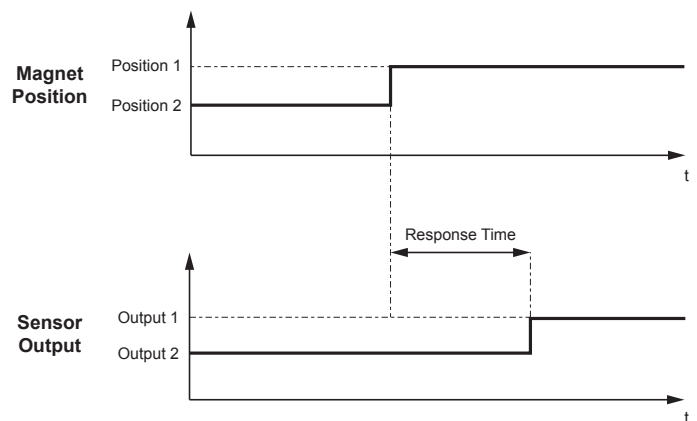 Magnet
Position
Position 1
Position 2
t
Response Time
Sensor
Output
Output 1
Output 2
t